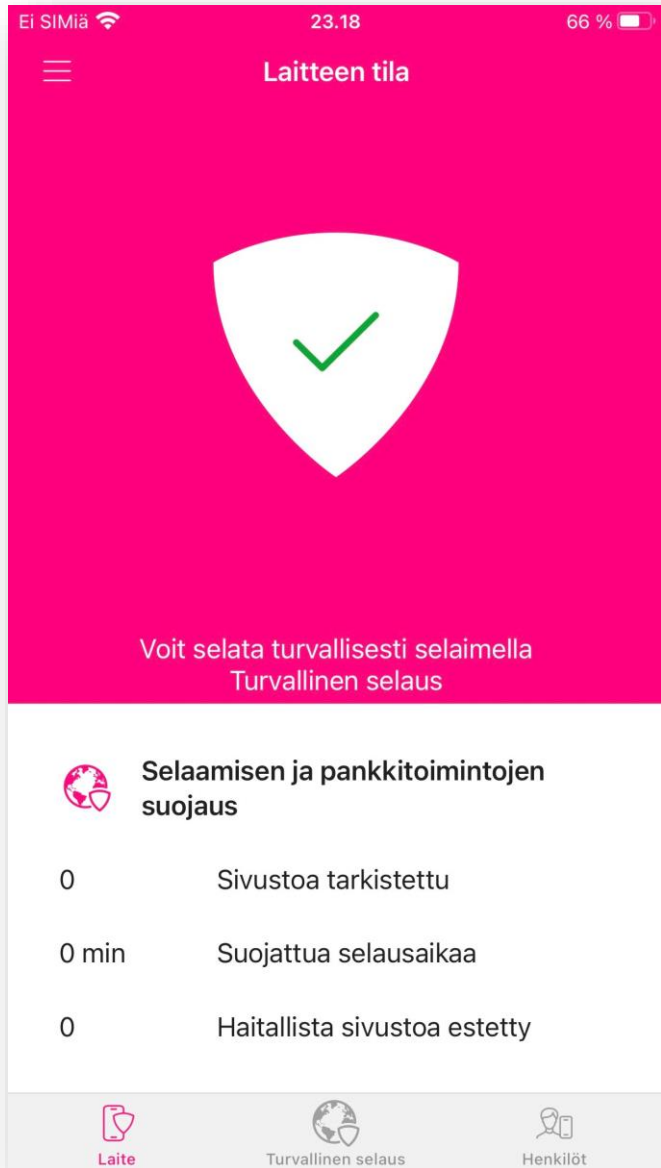 Ei SIMiä 23.18 66 %
Laitteen tila
Voit selata turvallisesti selaimella
Turvallinen selaus
Selaamisen ja pankkitoimintojen
suojaus
0 Sivustoa tarkistettu
0 min Suojattua selausaikaa
0 Haitallista sivustoa estetty
Laite Turvallinen selaus Henkilöt